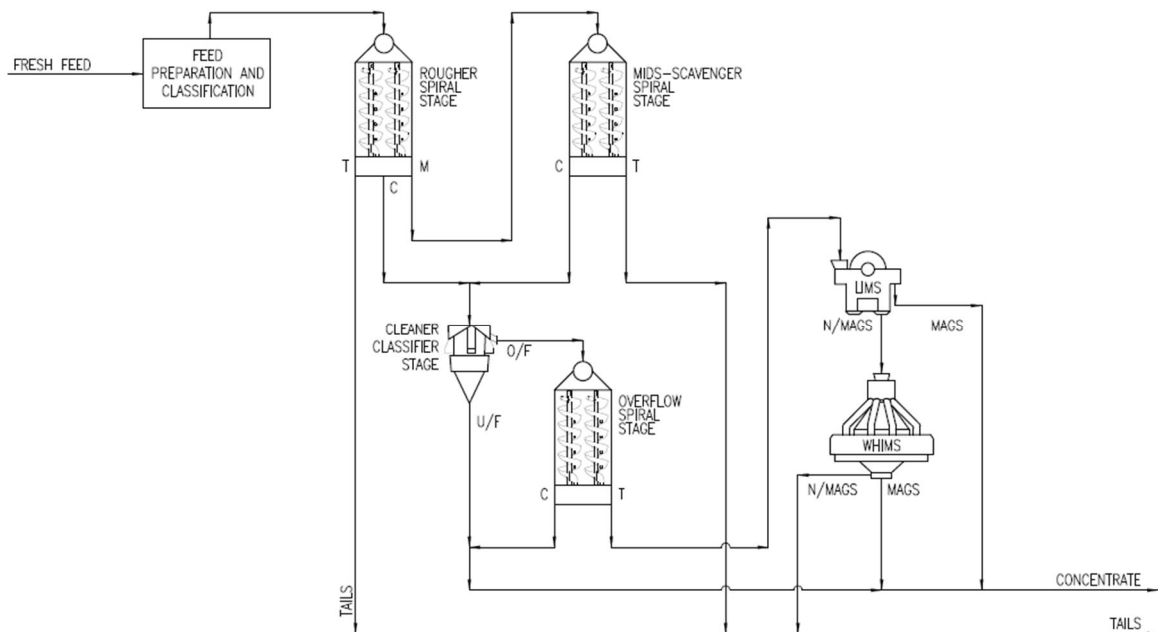 FRESH FEED
FEED
PREPARATION AND
CLASSIFICATION
ROUGHER
SPIRAL
STAGE
MIDS-SCAVENGER
SPIRAL
STAGE
T
M
C
C
T
LIMS
N/MAGS
MAGS
CLEANER
CLASSIFIER
STAGE
O/F
U/F
OVERFLOW
SPIRAL
STAGE
C
T
WHIMS
N/MAGS
MAGS
TAILS
CONCENTRATE
TAILS